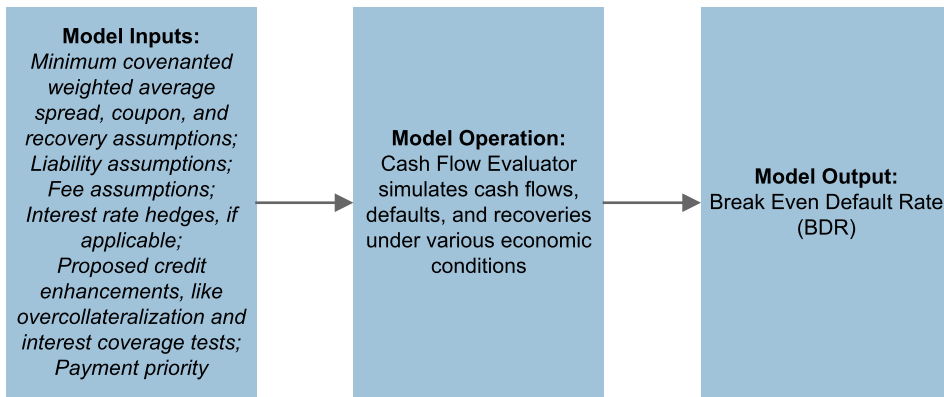 Model Inputs:
Minimum covenanted
weighted average
spread, coupon, and
recovery assumptions;
Liability assumptions;
Fee assumptions;
Interest rate hedges, if
applicable;
Proposed credit
enhancements, like
overcollateralization and
interest coverage tests;
Payment priority
Model Operation:
Cash Flow Evaluator
simulates cash flows,
defaults, and recoveries
under various economic
conditions
Model Output:
Break Even Default Rate
(BDR)